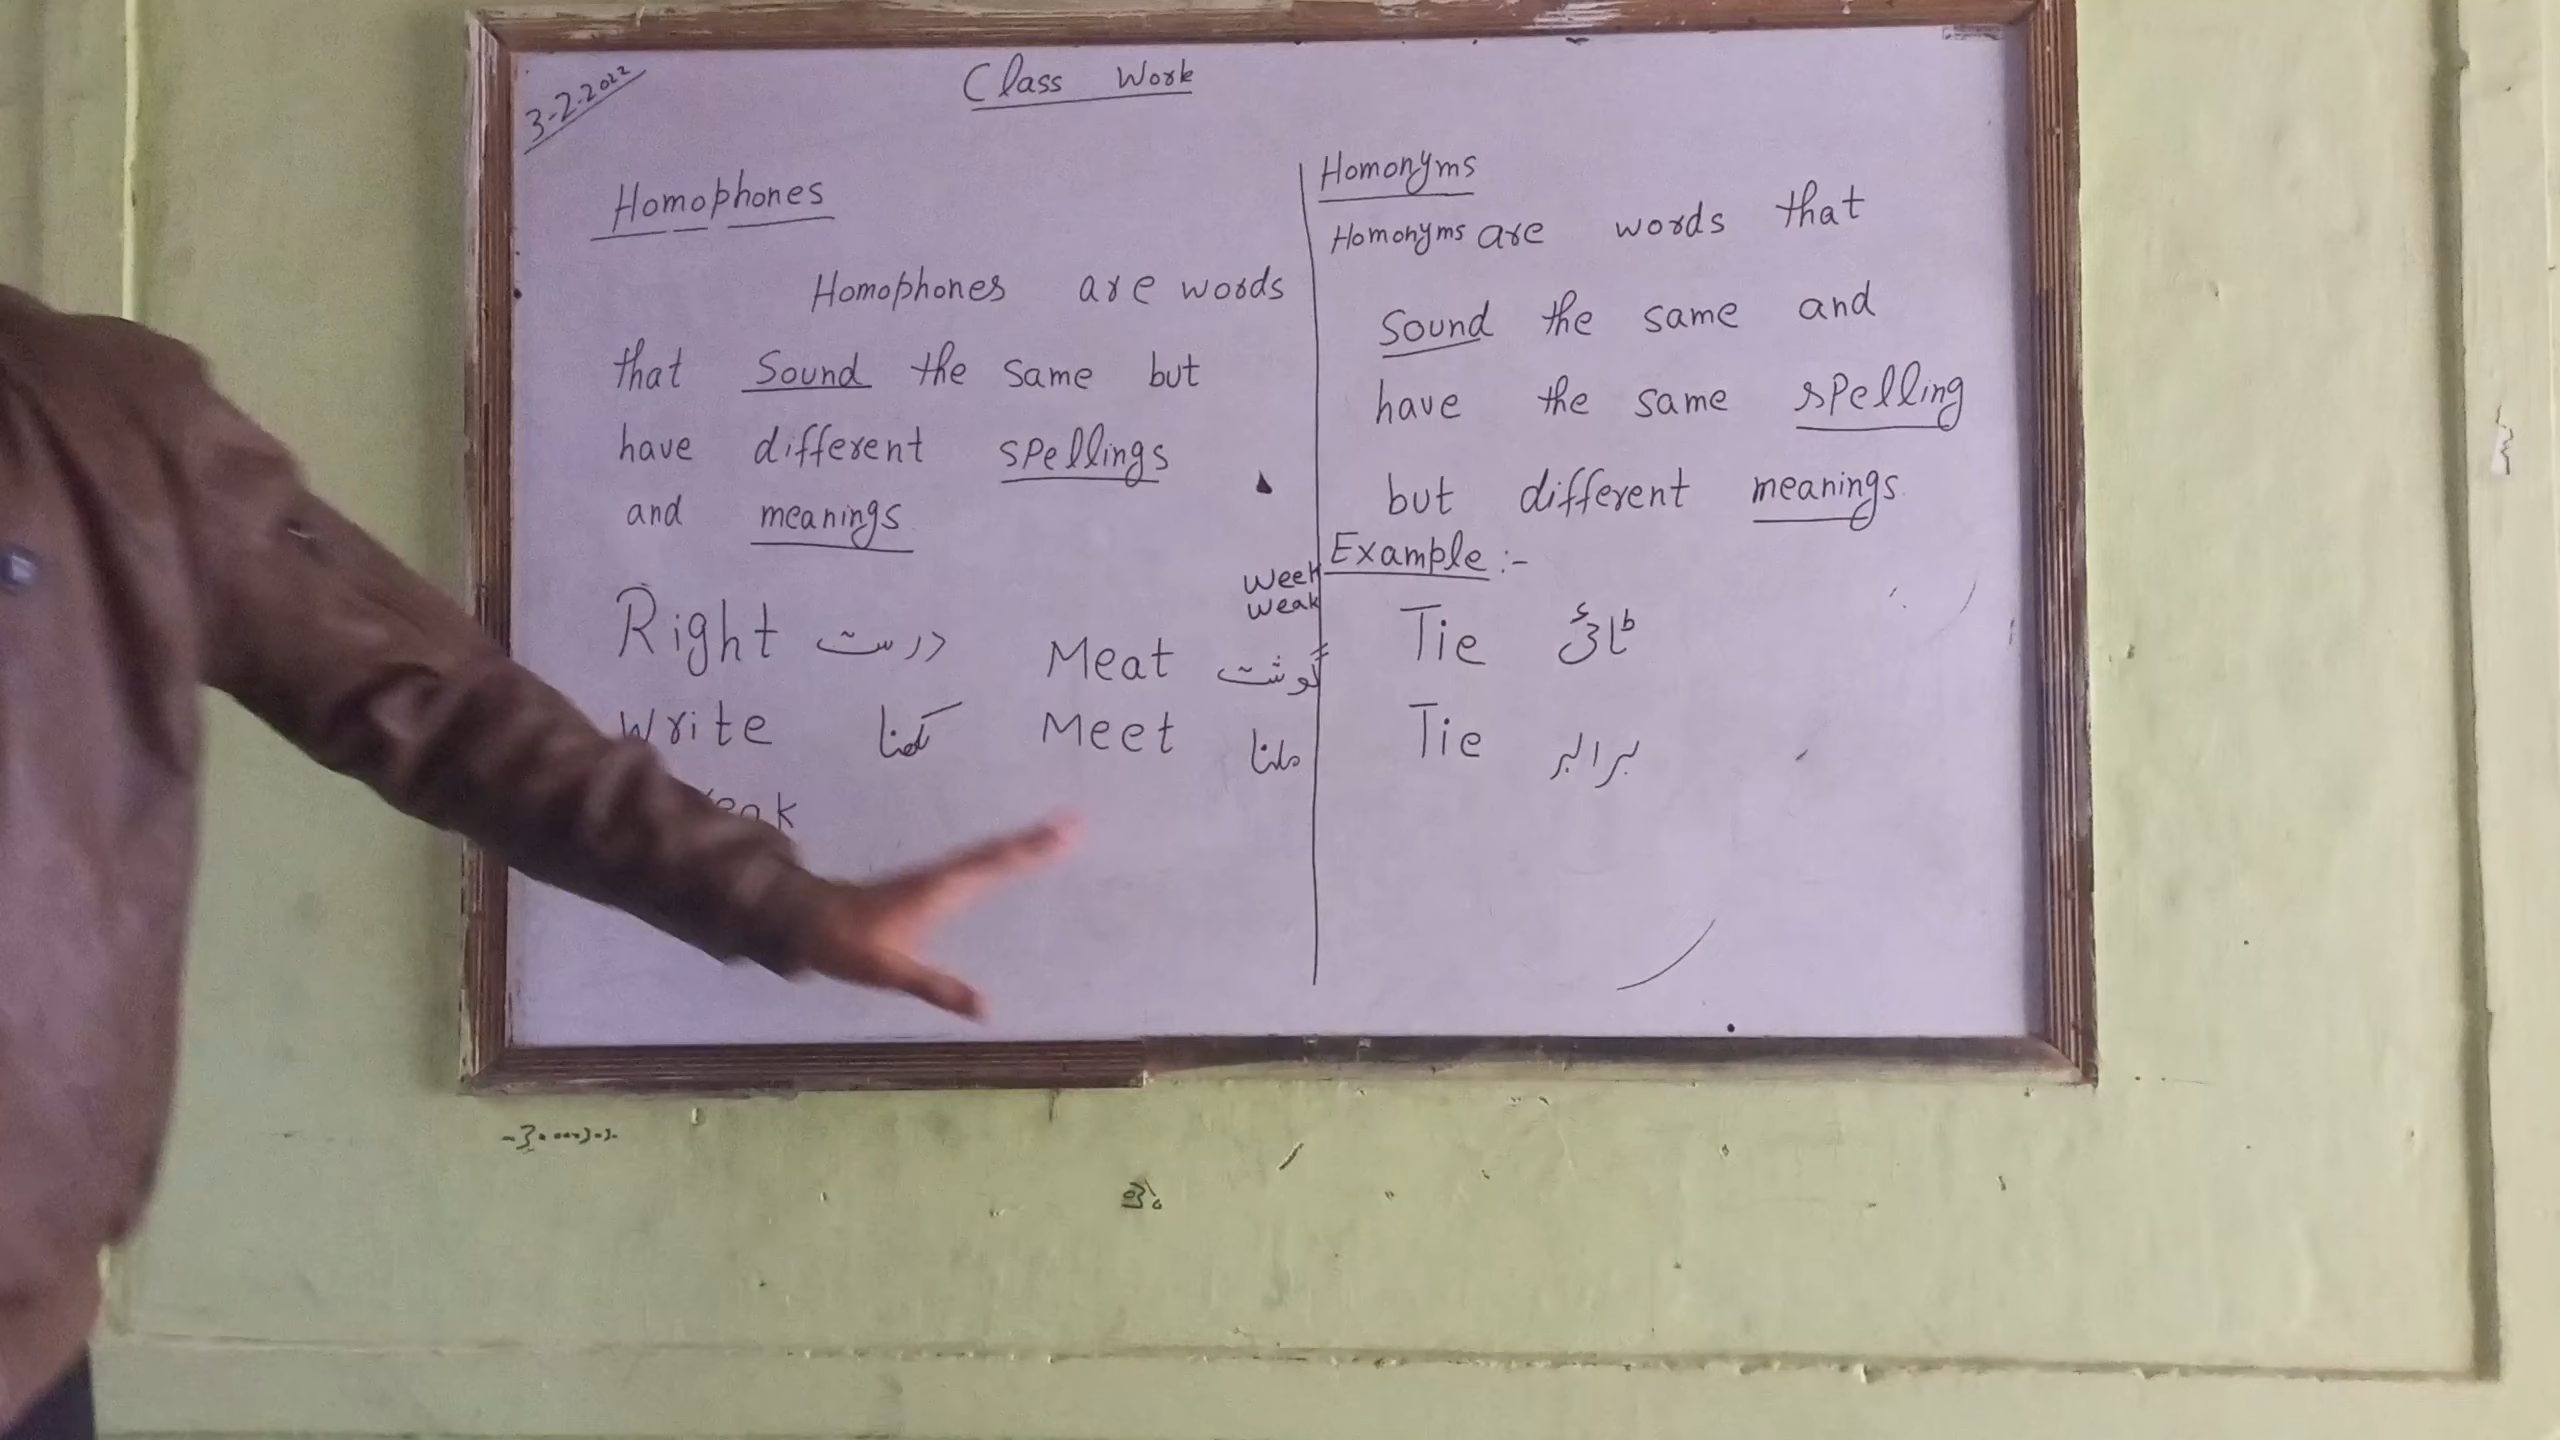 3-2-2022
Class Work
Homophones
Homophones are words
that Sound the same but
have different spellings
and meanings
Right درست
Write لکھنا
Week
Weak
Meat گوشت
Meet ملنا
Homonyms
Homonyms are words that
Sound the same and
have the same spelling
but different meanings.
Example :-
Tie ٹائی
Tie برابر